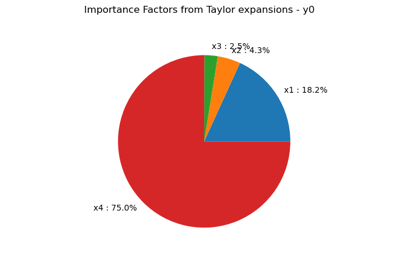 Importance Factors from Taylor expansions - y0
x3 : 2.5%
x2 : 4.3%
x1 : 18.2%
x4 : 75.0%